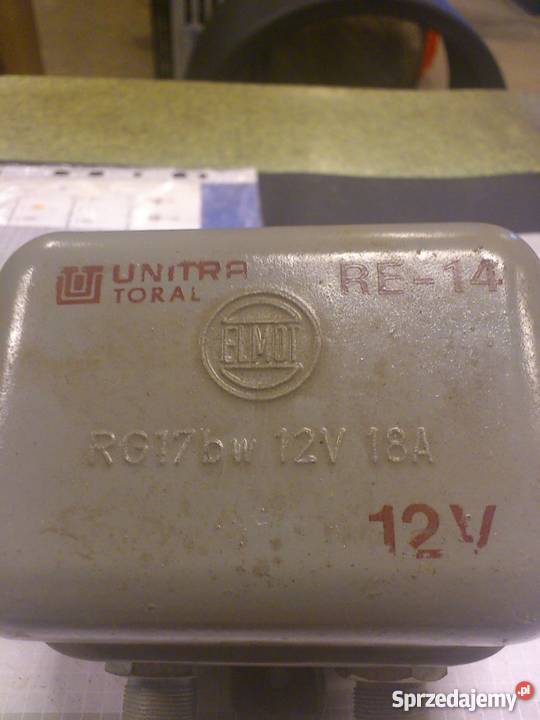 UNITRA RE-14
TORAL
ELMOT
RG17bw 12V 18A
12V
Sprzedajemy.pl